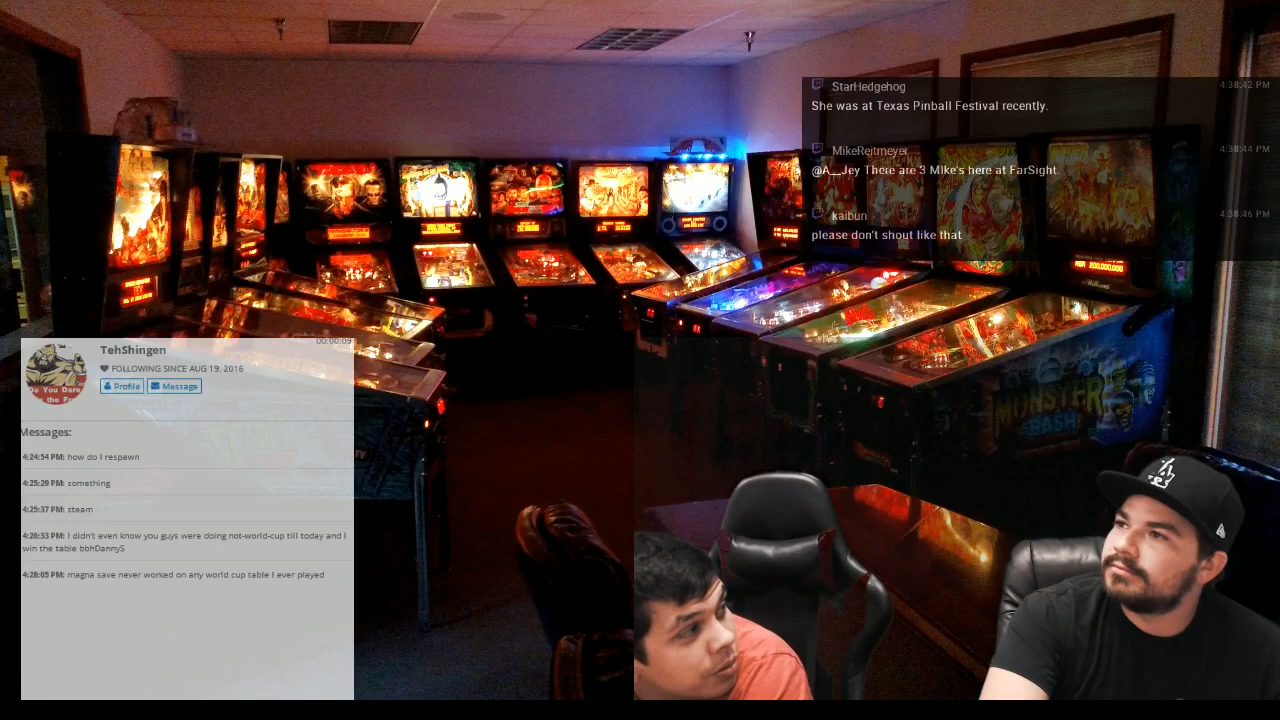 StarHedgehog
4:38:42 PM
She was at Texas Pinball Festival recently.
MikeReitmeyer
4:38:44 PM
@A__Jey There are 3 Mike's here at FarSight.
kaibun
4:38:46 PM
please don't shout like that
00:00:09
TehShingen
FOLLOWING SINCE AUG 19, 2016
Profile
Message
Do You Dare
Messages:
4:24:54 PM: how do I respawn
4:25:29 PM: something
4:25:37 PM: steam
4:26:33 PM: I didn't even know you guys were doing not-world-cup till today and I
win the table bbhDannyS
4:28:05 PM: magna save never worked on any world cup table I ever played
MONSTER
BASH
LA